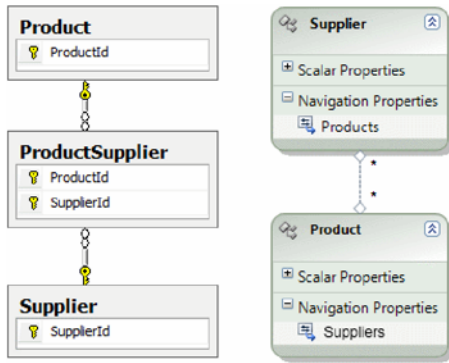 Product
ProductId
ProductSupplier
ProductId
SupplierId
Supplier
SupplierId
Supplier
Scalar Properties
Navigation Properties
Products
*
*
Product
Scalar Properties
Navigation Properties
Suppliers